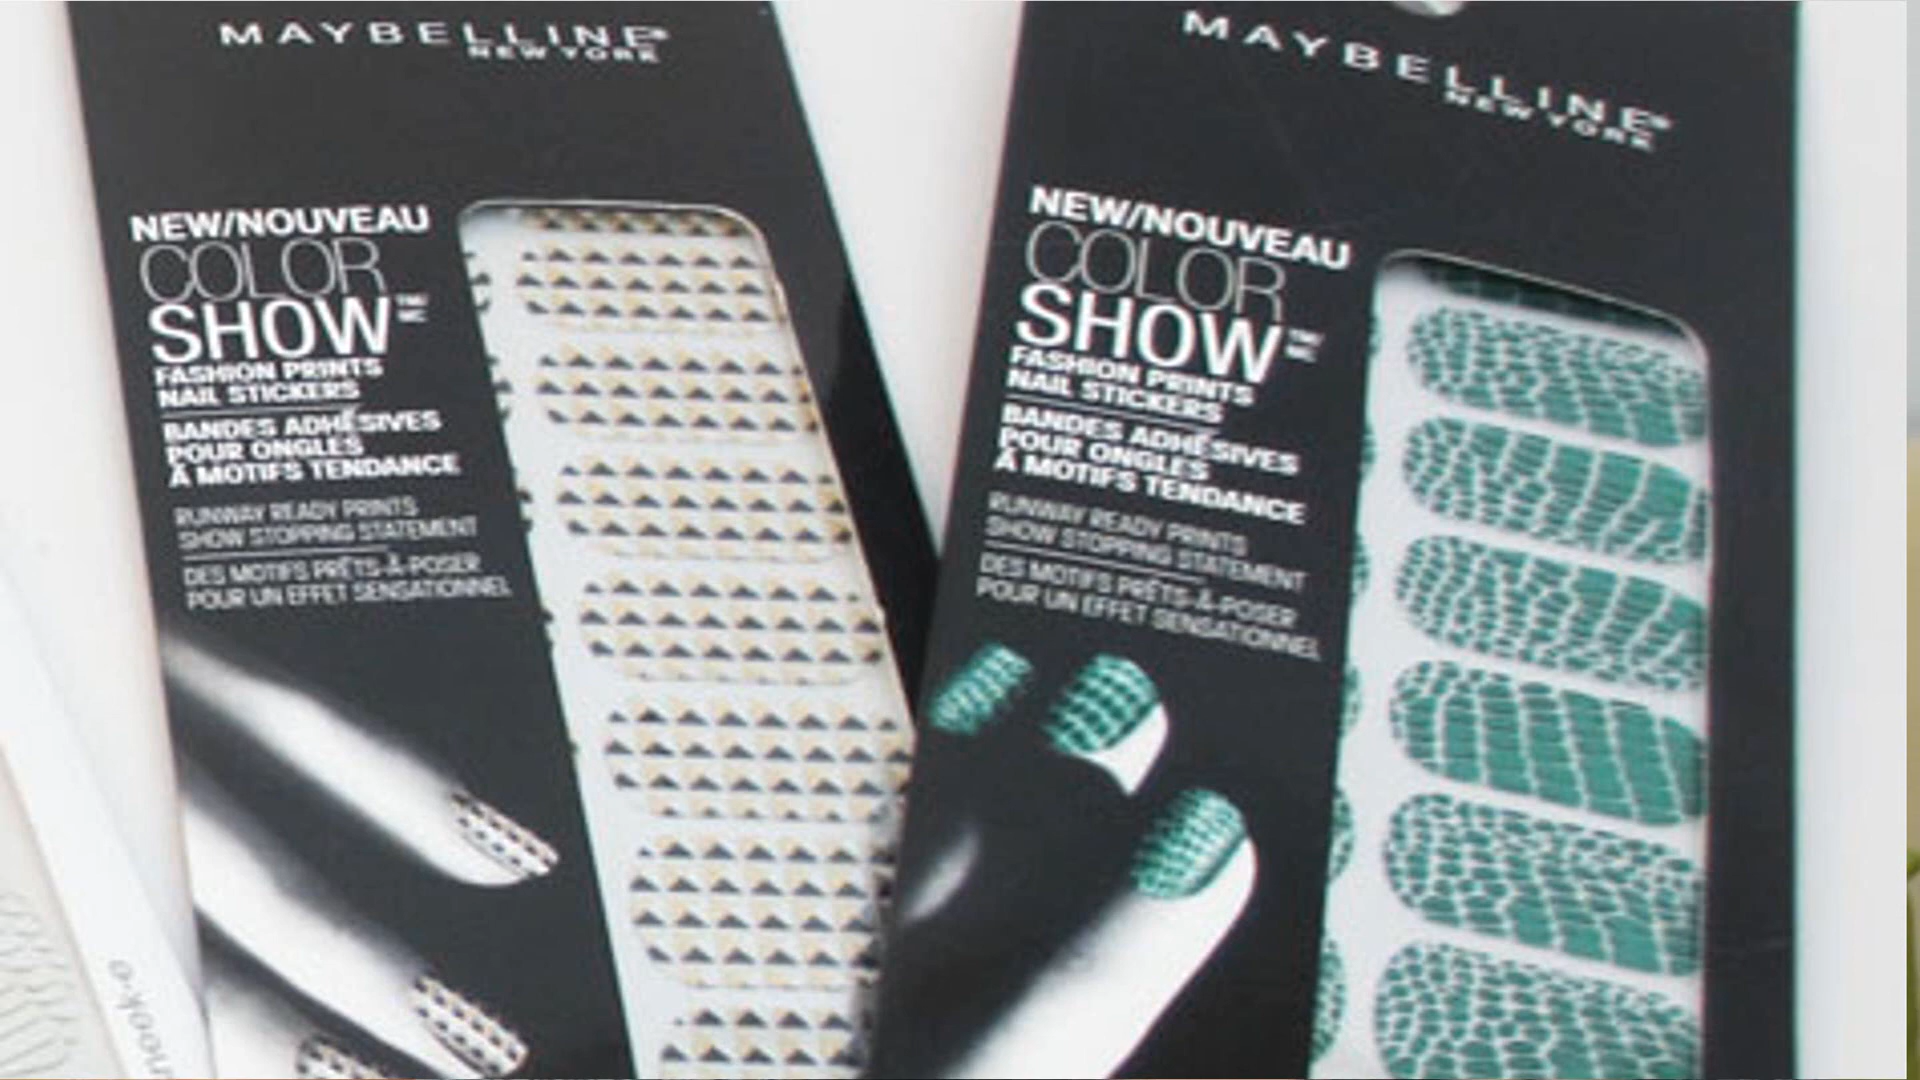 MAYBELLINE®
NEW YORK
NEW/NOUVEAU
COLOR
SHOW
FASHION PRINTS
NAIL STICKERS
BANDES ADHÉSIVES
POUR ONGLES
À MOTIFS TENDANCE
RUNWAY READY PRINTS
SHOW STOPPING STATEMENT
DES MOTIFS PRÊTS-À-POSER
POUR UN EFFET SENSATIONNEL
MAYBELLINE®
NEW YORK
NEW/NOUVEAU
COLOR
SHOW
FASHION PRINTS
NAIL STICKERS
BANDES ADHÉSIVES
POUR ONGLES
À MOTIFS TENDANCE
RUNWAY READY PRINTS
SHOW STOPPING STATEMENT
DES MOTIFS PRÊTS-À-POSER
POUR UN EFFET SENSATIONNEL